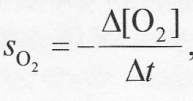 s_{O_2} = -\frac{\Delta[O_2]}{\Delta t},